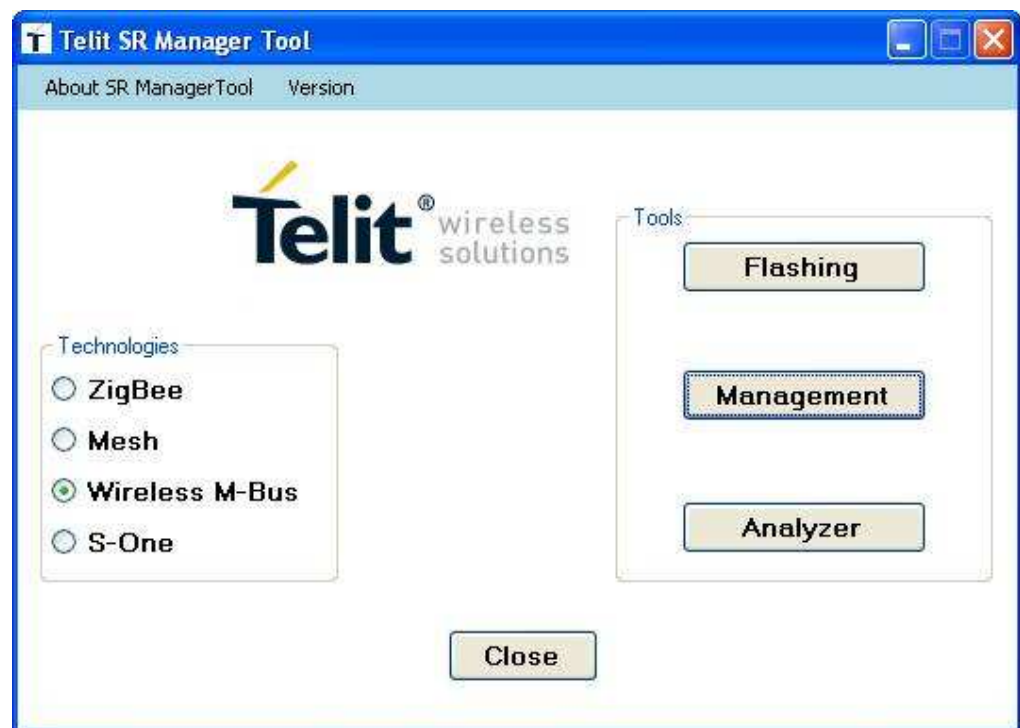 Telit SR Manager Tool
About SR ManagerTool Version
Telit® wireless
solutions
Tools
Flashing
Technologies
ZigBee
Management
Mesh
Wireless M-Bus
Analyzer
S-One
Close